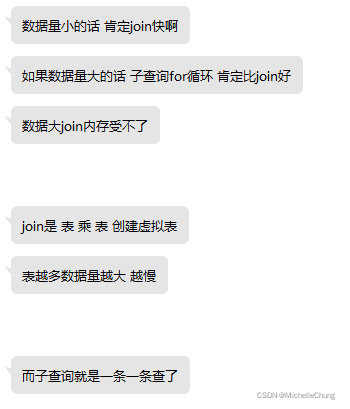 数据量小的话 肯定join快啊
如果数据量大的话 子查询for循环 肯定比join好
数据大join内存受不了
join是 表 乘 表 创建虚拟表
表越多数据量越大 越慢
而子查询就是一条一条查了
CSDN @MichelleChung